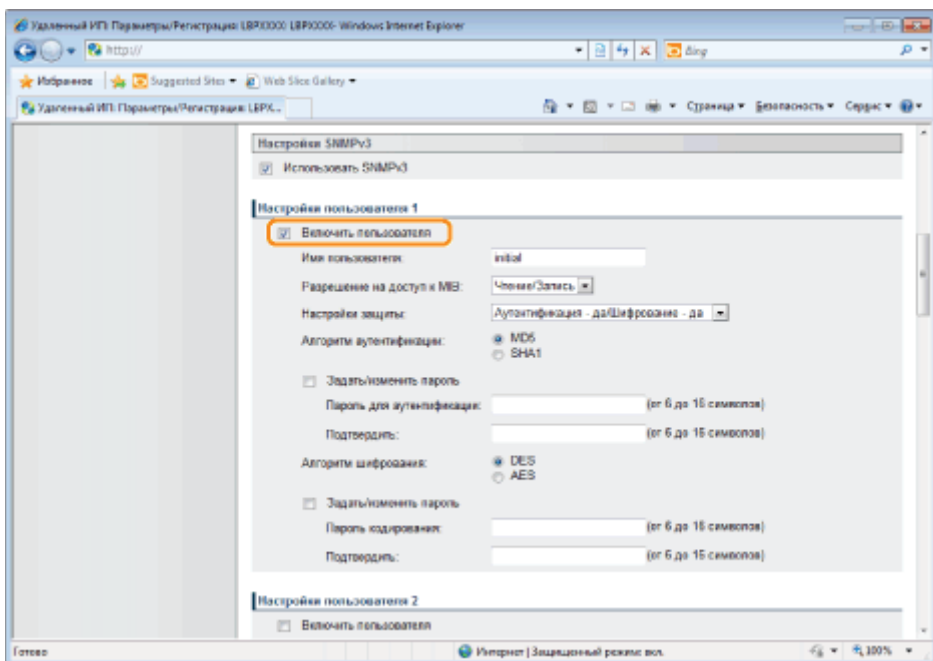 Удаленный ИП: Параметры/Регистрация: LBPXXXX: LBPXXXX- Windows Internet Explorer
http://
Bing
Избранное Suggested Sites Web Slice Gallery
Удаленный ИП: Параметры/Регистрация: LBPX... Страница Безопасность Сервис
Настройки SNMPv3
Использовать SNMPv3
Настройки пользователя 1
Включить пользователя
Имя пользователя: initial
Разрешение на доступ к MIB: Чтение/Запись
Настройки защиты: Аутентификация - да/Шифрование - да
Алгоритм аутентификации: MD5
SHA1
Задать/изменить пароль
Пароль для аутентификации: (от 6 до 16 символов)
Подтвердить: (от 6 до 16 символов)
Алгоритм шифрования: DES
AES
Задать/изменить пароль
Пароль кодирования: (от 6 до 16 символов)
Подтвердить: (от 6 до 16 символов)
Настройки пользователя 2
Включить пользователя
Готово Интернет | Защищенный режим: вкл. 100%